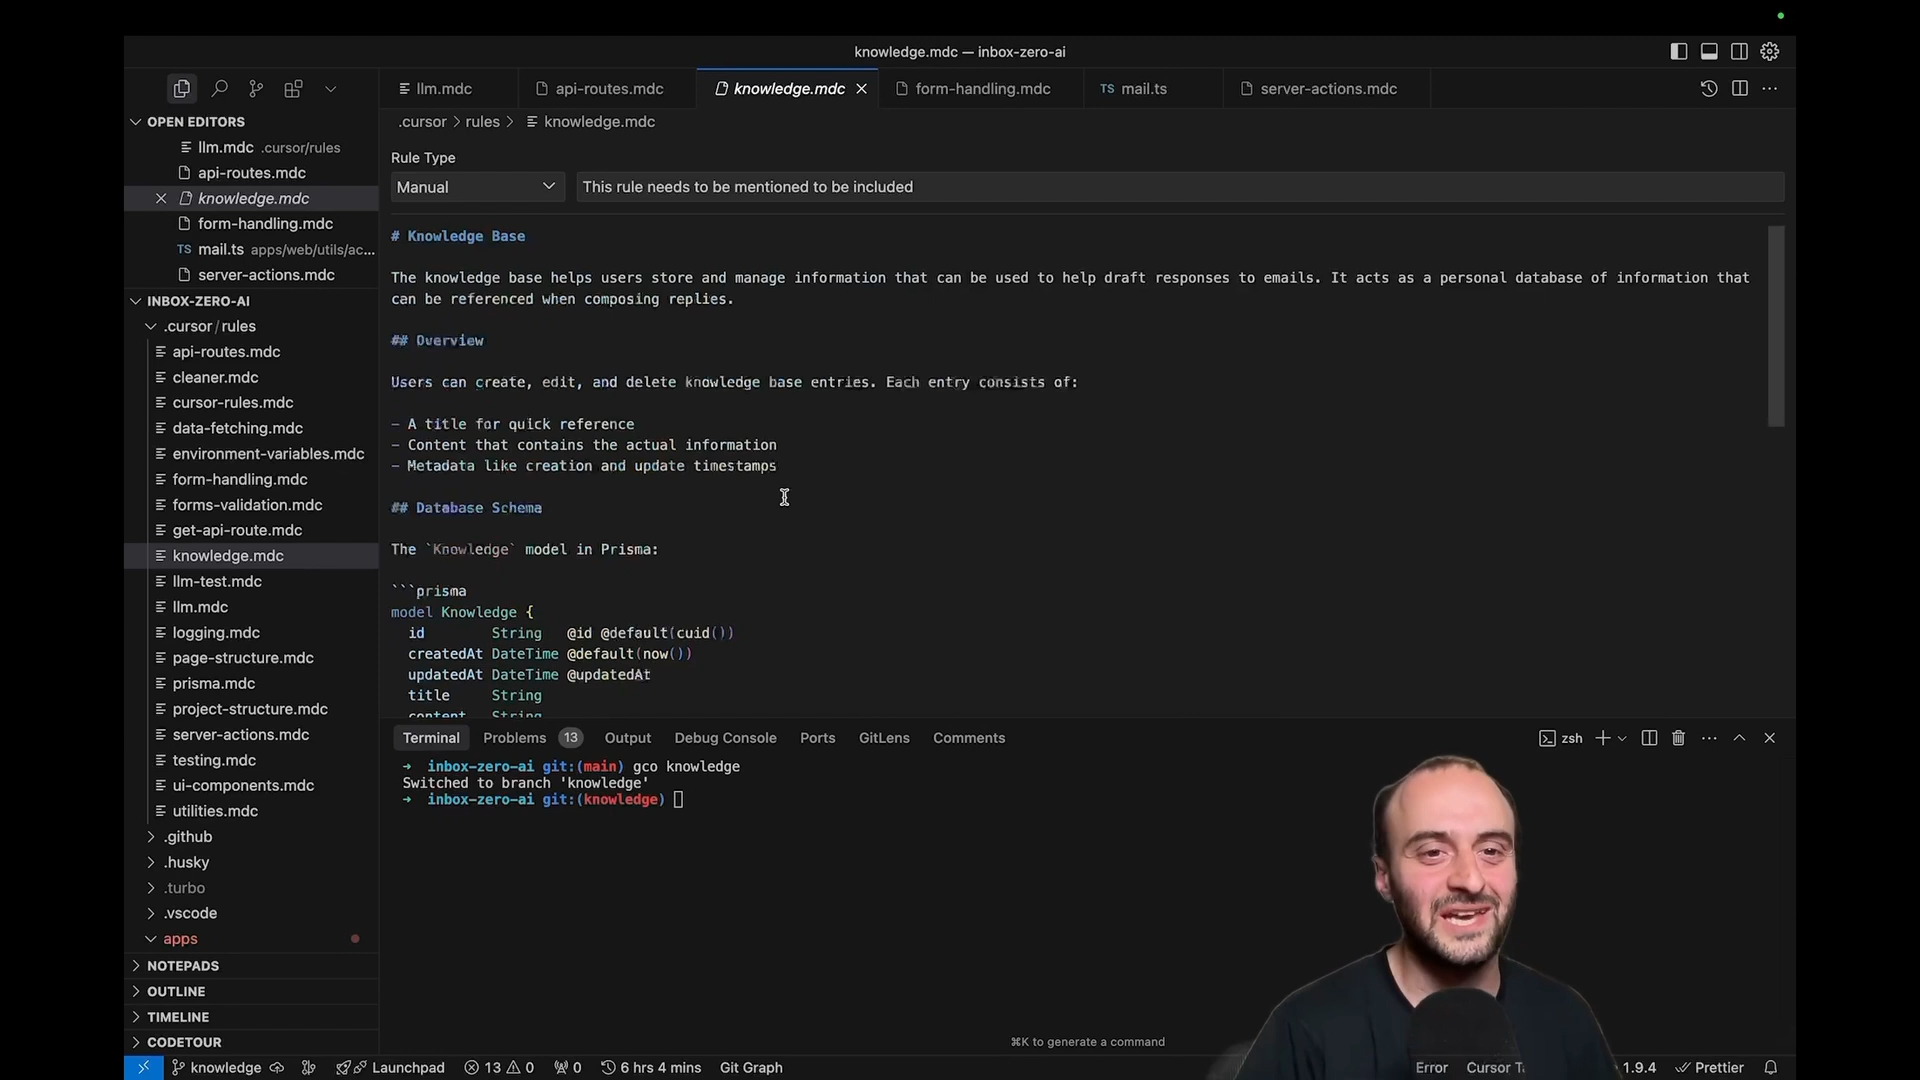 knowledge.mdc — inbox-zero-ai
llm.mdc
api-routes.mdc
knowledge.mdc
form-handling.mdc
TS mail.ts
server-actions.mdc
OPEN EDITORS
llm.mdc .cursor/rules
api-routes.mdc
knowledge.mdc
form-handling.mdc
TS mail.ts apps/web/utils/ac...
server-actions.mdc
INBOX-ZERO-AI
.cursor / rules
api-routes.mdc
cleaner.mdc
cursor-rules.mdc
data-fetching.mdc
environment-variables.mdc
form-handling.mdc
forms-validation.mdc
get-api-route.mdc
knowledge.mdc
llm-test.mdc
llm.mdc
logging.mdc
page-structure.mdc
prisma.mdc
project-structure.mdc
server-actions.mdc
testing.mdc
ui-components.mdc
utilities.mdc
.github
.husky
.turbo
.vscode
apps
NOTEPADS
OUTLINE
TIMELINE
CODETOUR
.cursor > rules > knowledge.mdc
Rule Type
Manual
This rule needs to be mentioned to be included
# Knowledge Base
The knowledge base helps users store and manage information that can be used to help draft responses to emails. It acts as a personal database of information that
can be referenced when composing replies.
## Overview
Users can create, edit, and delete knowledge base entries. Each entry consists of:
- A title for quick reference
- Content that contains the actual information
- Metadata like creation and update timestamps
## Database Schema
The `Knowledge` model in Prisma:
```prisma
model Knowledge {
id String @id @default(cuid())
createdAt DateTime @default(now())
updatedAt DateTime @updatedAt
title String
content String
Terminal
Problems 13
Output
Debug Console
Ports
GitLens
Comments
zsh
➜ inbox-zero-ai git:(main) gco knowledge
Switched to branch 'knowledge'
➜ inbox-zero-ai git:(knowledge)
⌘K to generate a command
knowledge
Launchpad
13 0
0
6 hrs 4 mins
Git Graph
Error
Cursor
1.9.4
Prettier